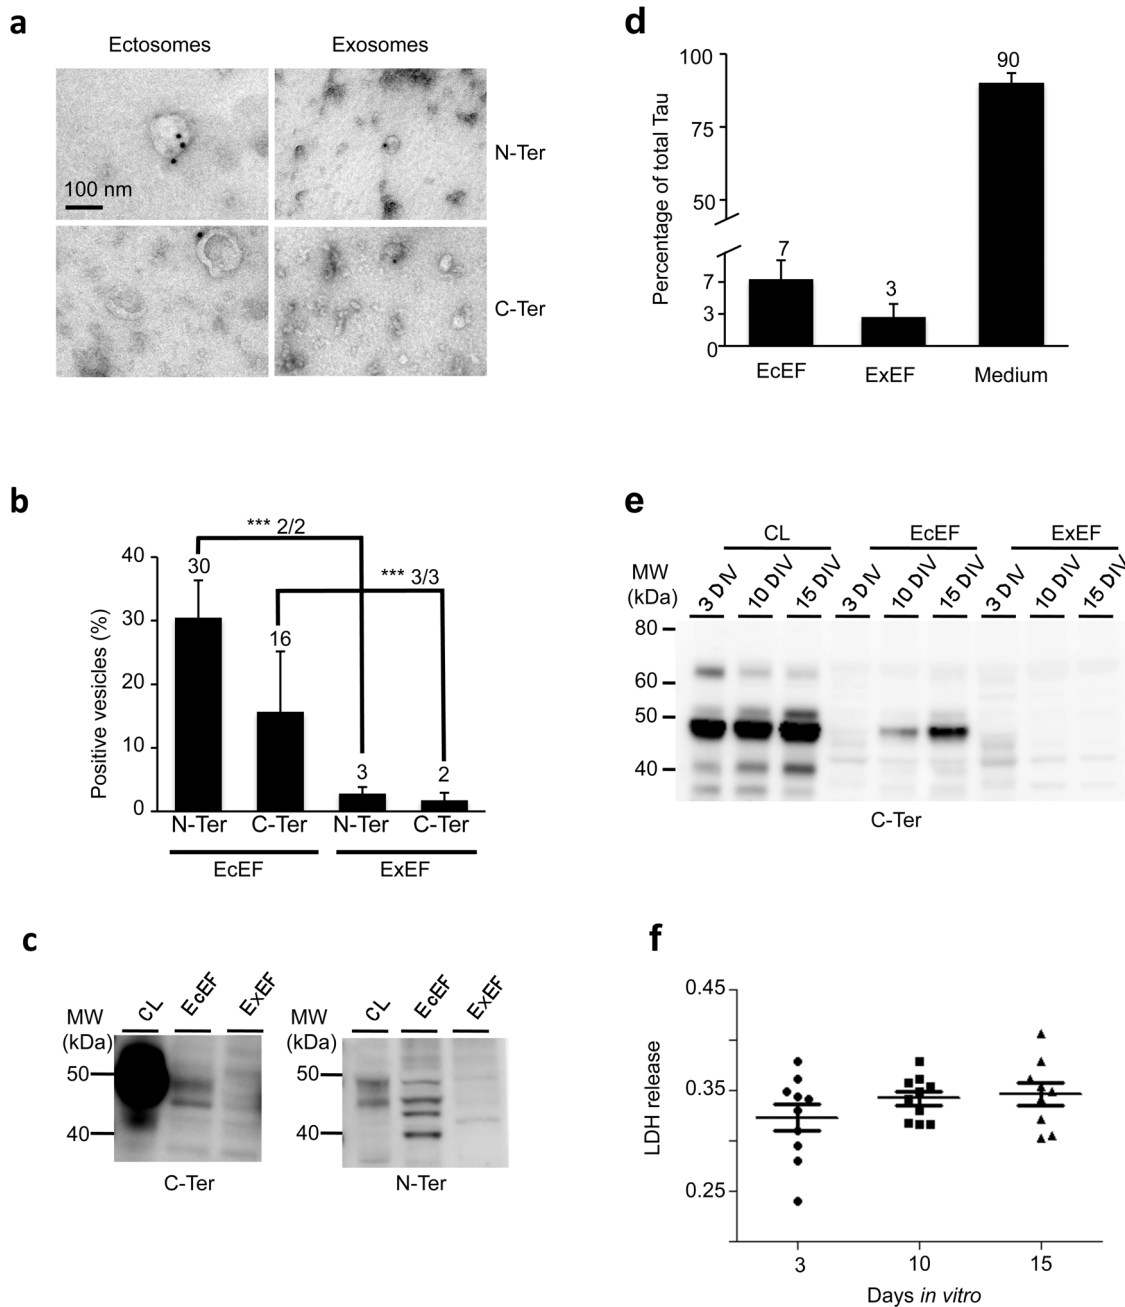 a
Ectosomes
Exosomes
100 nm
N-Ter
C-Ter
b
*** 2/2
*** 3/3
Positive vesicles (%)
40
30
20
10
0
30
16
3
2
N-Ter
C-Ter
N-Ter
C-Ter
EcEF
ExEF
c
MW
(kDa)
CL
EcEF
ExEF
50
40
C-Ter
MW
(kDa)
CL
EcEF
ExEF
50
40
N-Ter
d
Percentage of total Tau
100
75
50
7
3
0
7
3
90
EcEF
ExEF
Medium
e
CL
EcEF
ExEF
MW
(kDa)
3 DIV
10 DIV
15 DIV
3 DIV
10 DIV
15 DIV
3 DIV
10 DIV
15 DIV
80
60
50
40
C-Ter
f
LDH release
0.45
0.35
0.25
3
10
15
Days in vitro